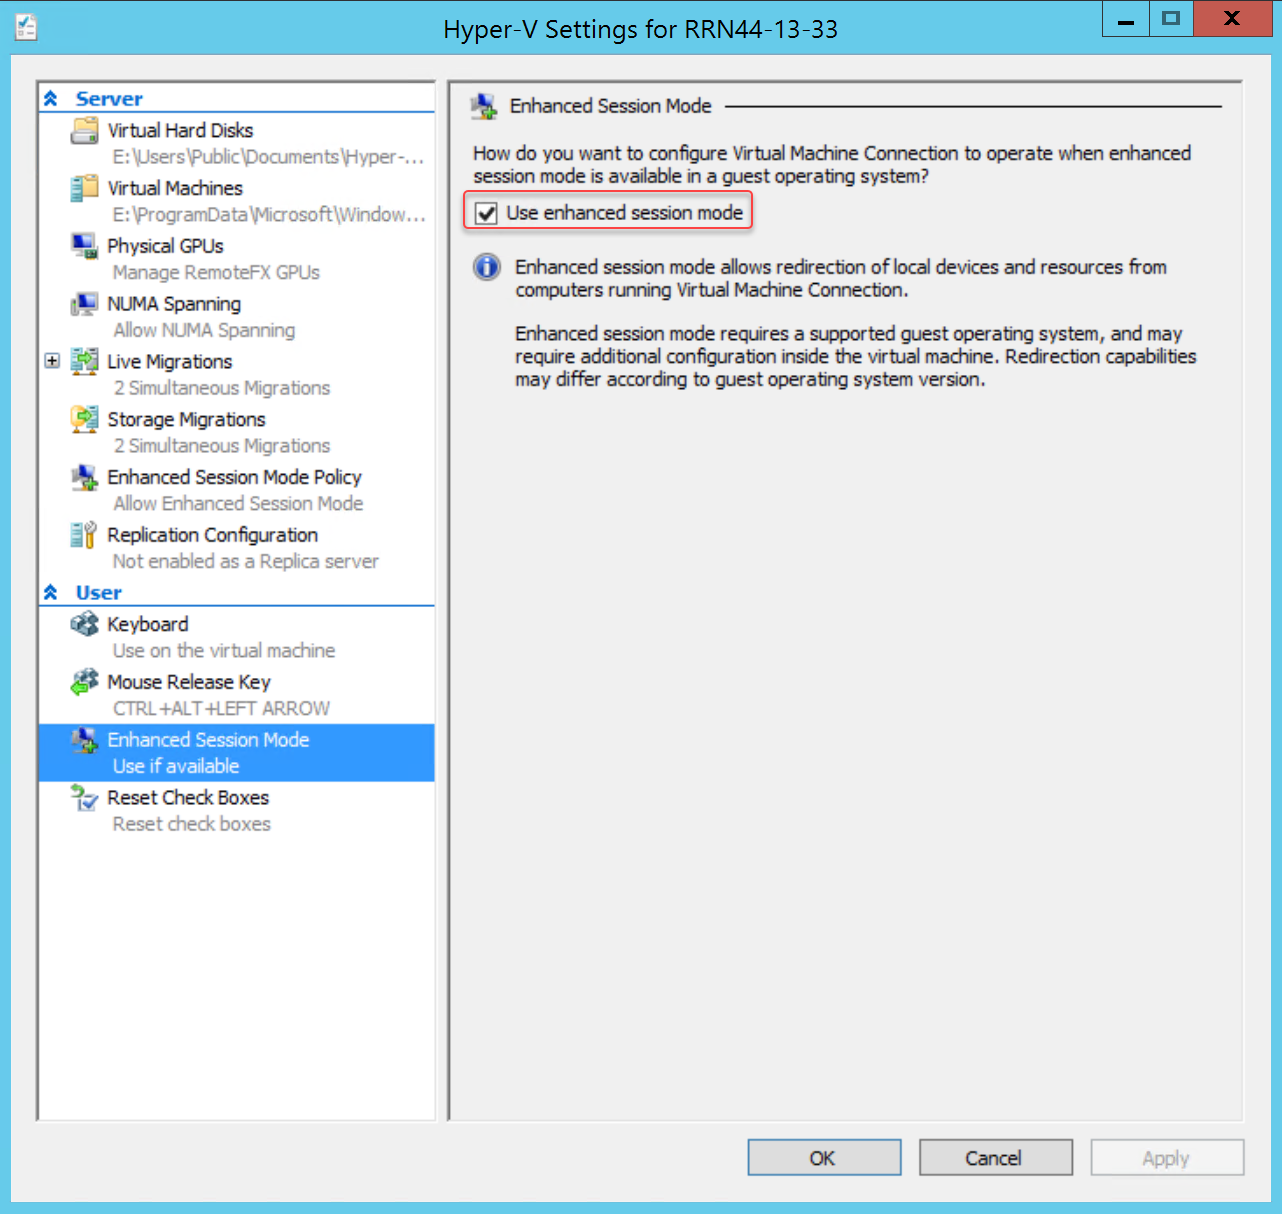 Hyper-V Settings for RRN44-13-33
Server
Virtual Hard Disks
E:\Users\Public\Documents\Hyper-...
Virtual Machines
E:\ProgramData\Microsoft\Window...
Physical GPUs
Manage RemoteFX GPUs
NUMA Spanning
Allow NUMA Spanning
Live Migrations
2 Simultaneous Migrations
Storage Migrations
2 Simultaneous Migrations
Enhanced Session Mode Policy
Allow Enhanced Session Mode
Replication Configuration
Not enabled as a Replica server
User
Keyboard
Use on the virtual machine
Mouse Release Key
CTRL+ALT+LEFT ARROW
Enhanced Session Mode
Use if available
Reset Check Boxes
Reset check boxes
Enhanced Session Mode
How do you want to configure Virtual Machine Connection to operate when enhanced
session mode is available in a guest operating system?
Use enhanced session mode
Enhanced session mode allows redirection of local devices and resources from
computers running Virtual Machine Connection.
Enhanced session mode requires a supported guest operating system, and may
require additional configuration inside the virtual machine. Redirection capabilities
may differ according to guest operating system version.
OK
Cancel
Apply